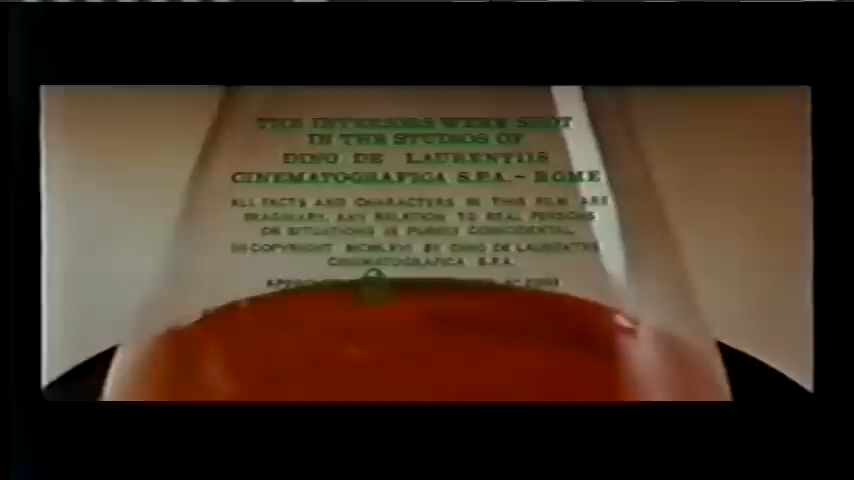 THE INTERIORS WERE SHOT
IN THE STUDIOS OF
DINO DE LAURENTIIS
CINEMATOGRAFICA S.P.A. - ROME
ALL FACTS AND CHARACTERS IN THIS FILM ARE
IMAGINARY, ANY RELATION TO REAL PERSONS
OR SITUATIONS IS PURELY COINCIDENTAL
COPYRIGHT MCMLXVI BY DINO DE LAURENTIIS
CINEMATOGRAFICA S.P.A.